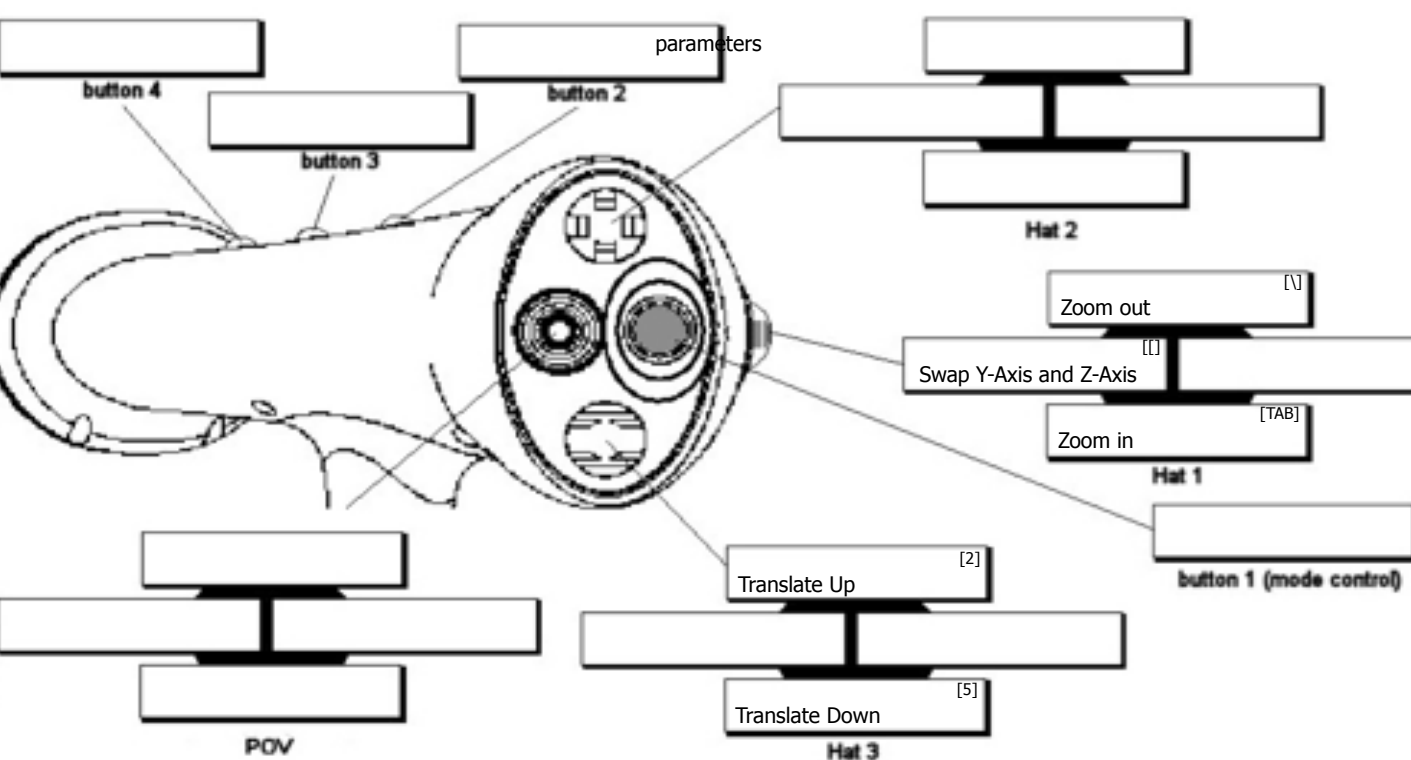 parameters
button 4
button 2
button 3
Hat 2
[\]
Zoom out
[[]
Swap Y-Axis and Z-Axis
[TAB]
Zoom in
Hat 1
button 1 (mode control)
[2]
Translate Up
[5]
Translate Down
Hat 3
POV